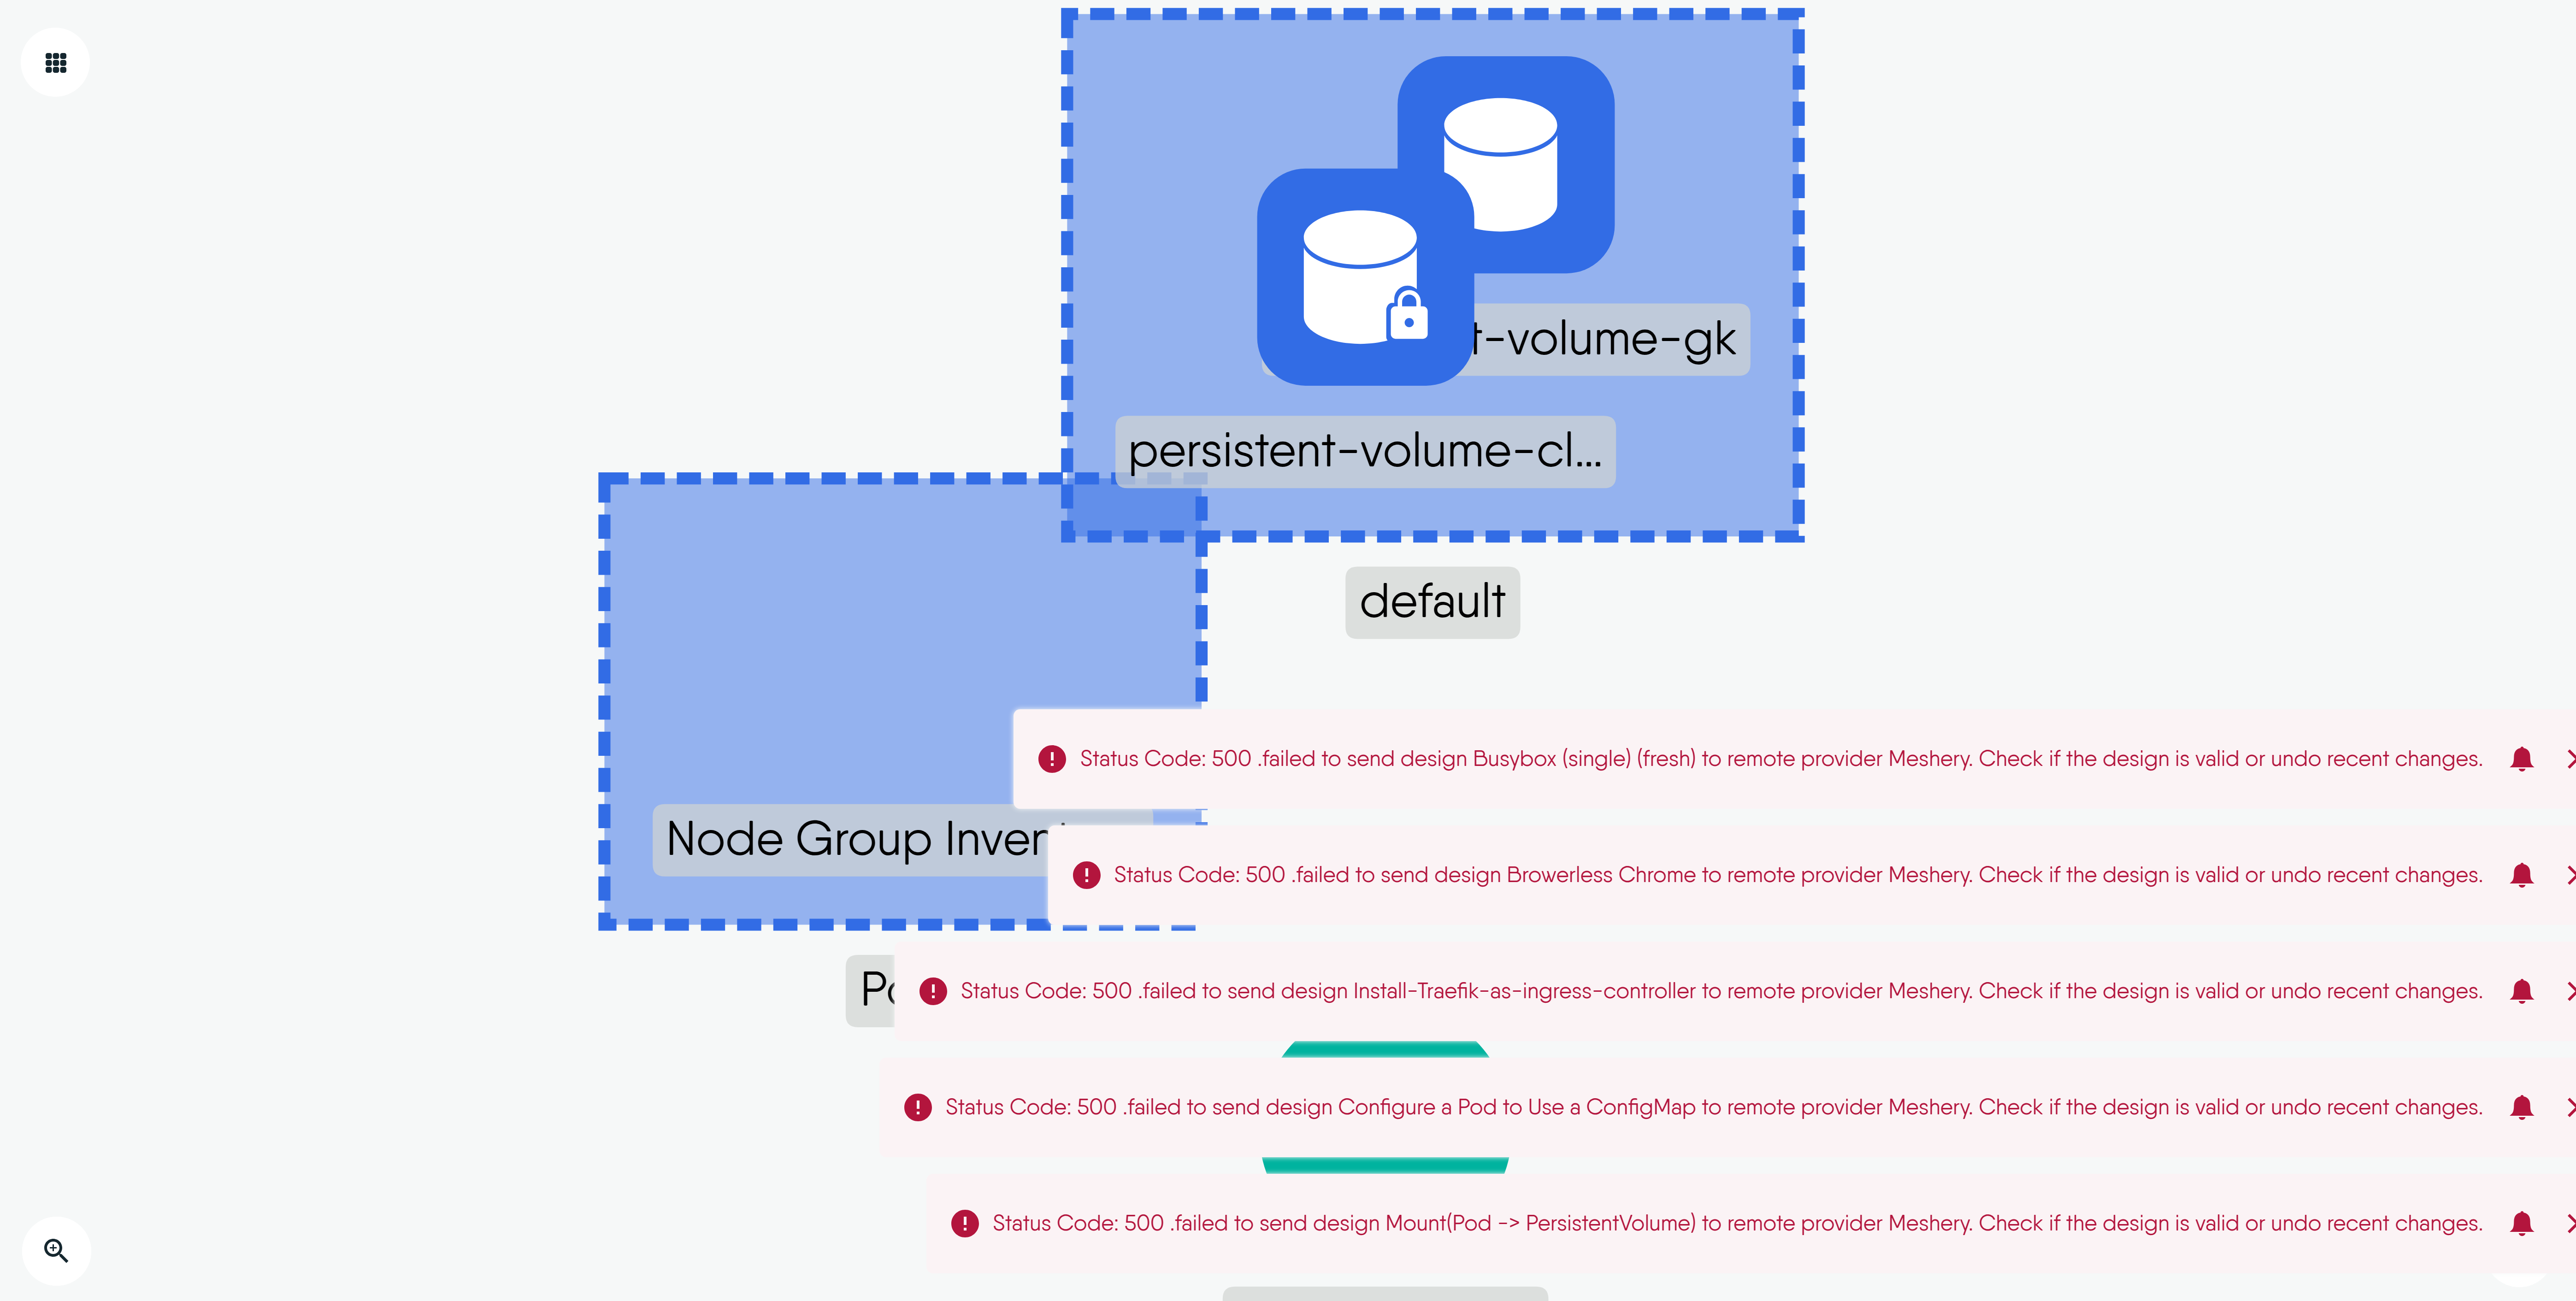 t-volume-gk
persistent-volume-cl...
default
Status Code: 500 .failed to send design Busybox (single) (fresh) to remote provider Meshery. Check if the design is valid or undo recent changes.
Node Group Inven
Status Code: 500 .failed to send design Browerless Chrome to remote provider Meshery. Check if the design is valid or undo recent changes.
Status Code: 500 .failed to send design Install-Traefik-as-ingress-controller to remote provider Meshery. Check if the design is valid or undo recent changes.
Status Code: 500 .failed to send design Configure a Pod to Use a ConfigMap to remote provider Meshery. Check if the design is valid or undo recent changes.
Status Code: 500 .failed to send design Mount(Pod -> PersistentVolume) to remote provider Meshery. Check if the design is valid or undo recent changes.